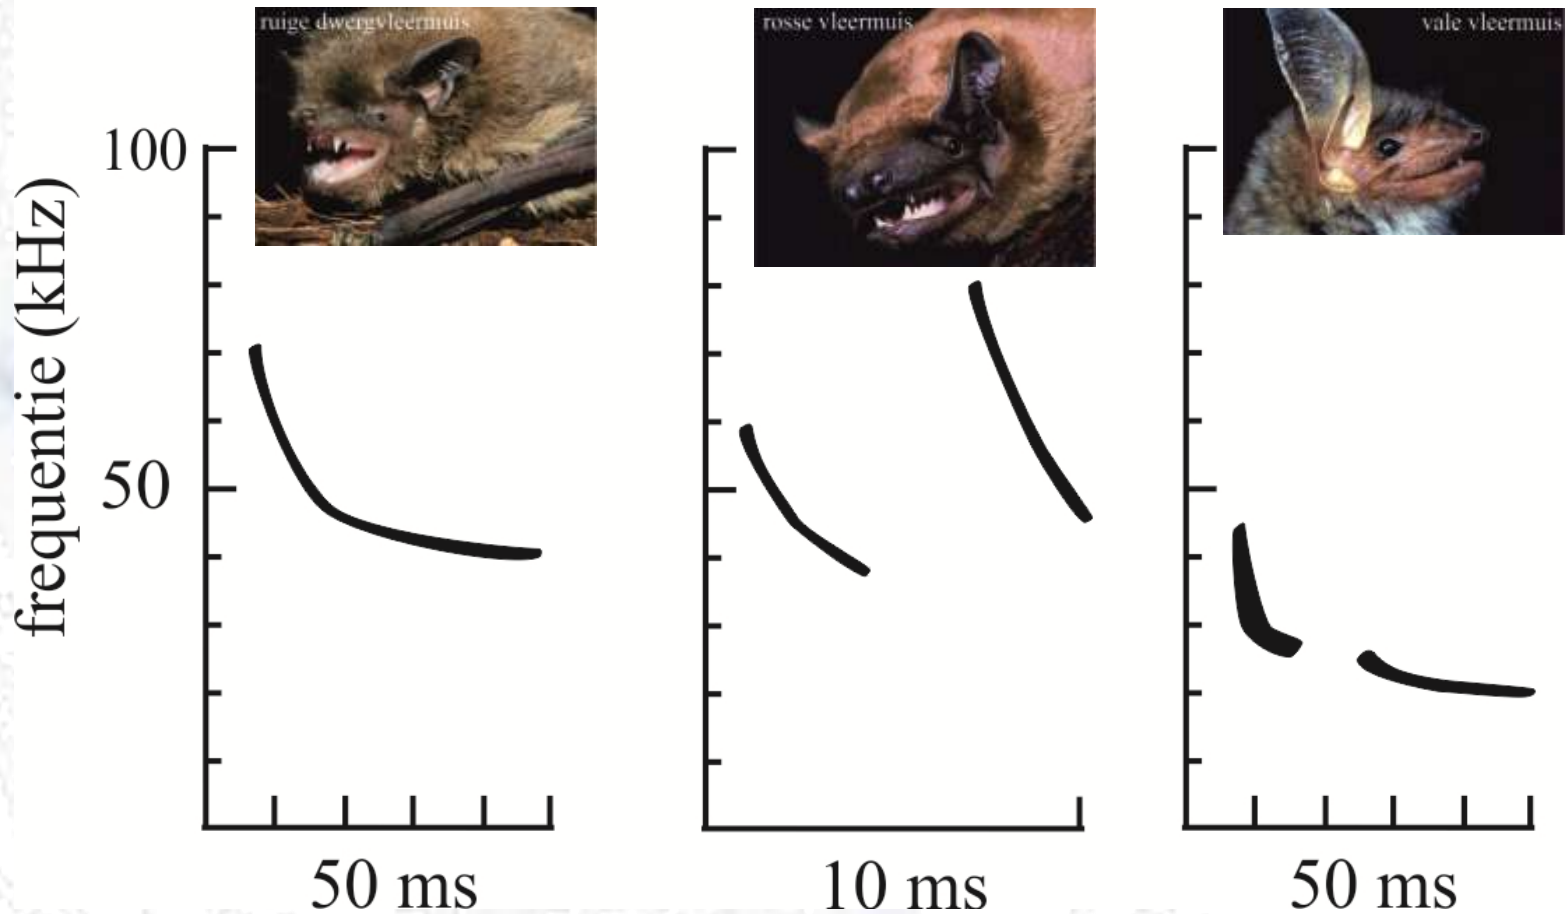 ruige dwergvleermuis
rosse vleermuis
vale vleermuis
frequentie (kHz)
100
50
50 ms
10 ms
50 ms